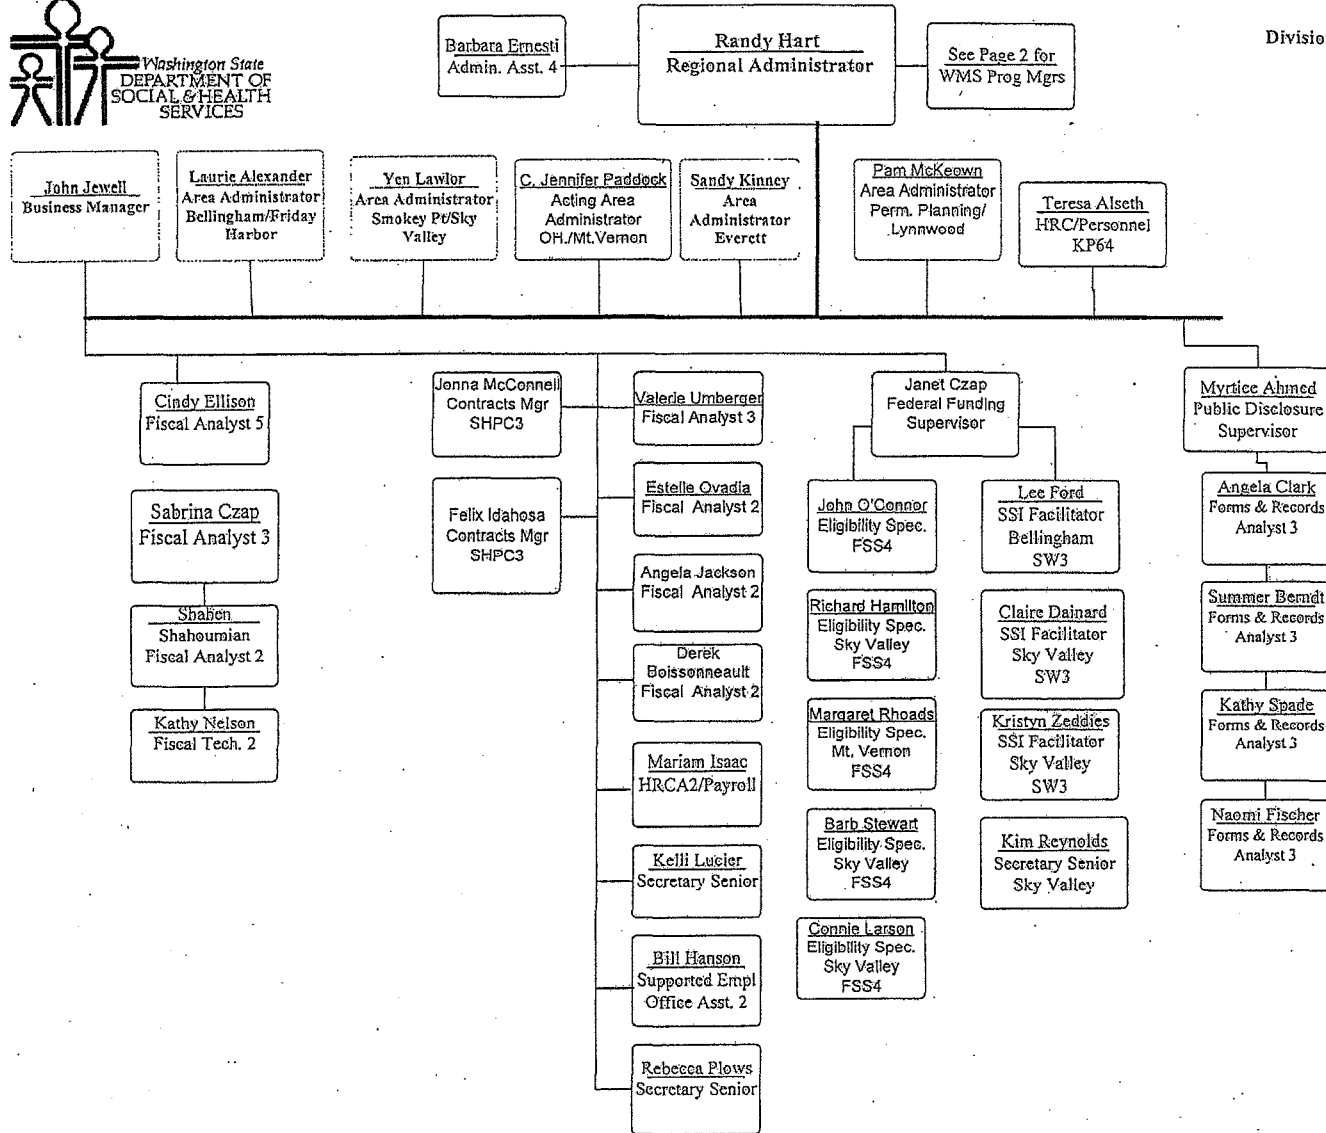 Washington State
DEPARTMENT OF
SOCIAL & HEALTH
SERVICES
Barbara Ernesti
Admin. Asst. 4
Randy Hart
Regional Administrator
See Page 2 for
WMS Prog Mgrs
Divisio
John Jewell
Business Manager
Laurie Alexander
Area Administrator
Bellingham/Friday
Harbor
Yen Lawlor
Area Administrator
Smokey Pt/Sky
Valley
C. Jennifer Paddock
Acting Area
Administrator
OH./Mt.Vernon
Sandy Kinney
Area
Administrator
Everett
Pam McKeown
Area Administrator
Perm. Planning/
Lynnwood
Teresa Alseth
HRC/Personnel
KP64
Cindy Ellison
Fiscal Analyst 5
Sabrina Czap
Fiscal Analyst 3
Shahen
Shahoumian
Fiscal Analyst 2
Kathy Nelson
Fiscal Tech. 2
Jonna McConnell
Contracts Mgr
SHPC3
Felix Idahosa
Contracts Mgr
SHPC3
Valerie Umberger
Fiscal Analyst 3
Estelle Ovadia
Fiscal Analyst 2
Angela Jackson
Fiscal Analyst 2
Derek
Boissonneault
Fiscal Analyst 2
Mariam Isaac
HRCA2/Payroll
Kelli Lucier
Secretary Senior
Bill Hanson
Supported Empl
Office Asst. 2
Rebecca Plows
Secretary Senior
Janet Czap
Federal Funding
Supervisor
John O'Connor
Eligibility Spec.
FSS4
Richard Hamilton
Eligibility Spec.
Sky Valley
FSS4
Margaret Rhoads
Eligibility Spec.
Mt. Vernon
FSS4
Barb Stewart
Eligibility Spec.
Sky Valley
FSS4
Connie Larson
Eligibility Spec.
Sky Valley
FSS4
Lee Ford
SSI Facilitator
Bellingham
SW3
Claire Dainard
SSI Facilitator
Sky Valley
SW3
Kristyn Zeddies
SSI Facilitator
Sky Valley
SW3
Kim Reynolds
Secretary Senior
Sky Valley
Myrtice Ahmed
Public Disclosure
Supervisor
Angela Clark
Forms & Records
Analyst 3
Summer Berndt
Forms & Records
Analyst 3
Kathy Spade
Forms & Records
Analyst 3
Naomi Fischer
Forms & Records
Analyst 3